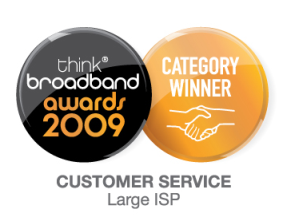 think®
broadband
awards
2009
CATEGORY
WINNER
CUSTOMER SERVICE
Large ISP